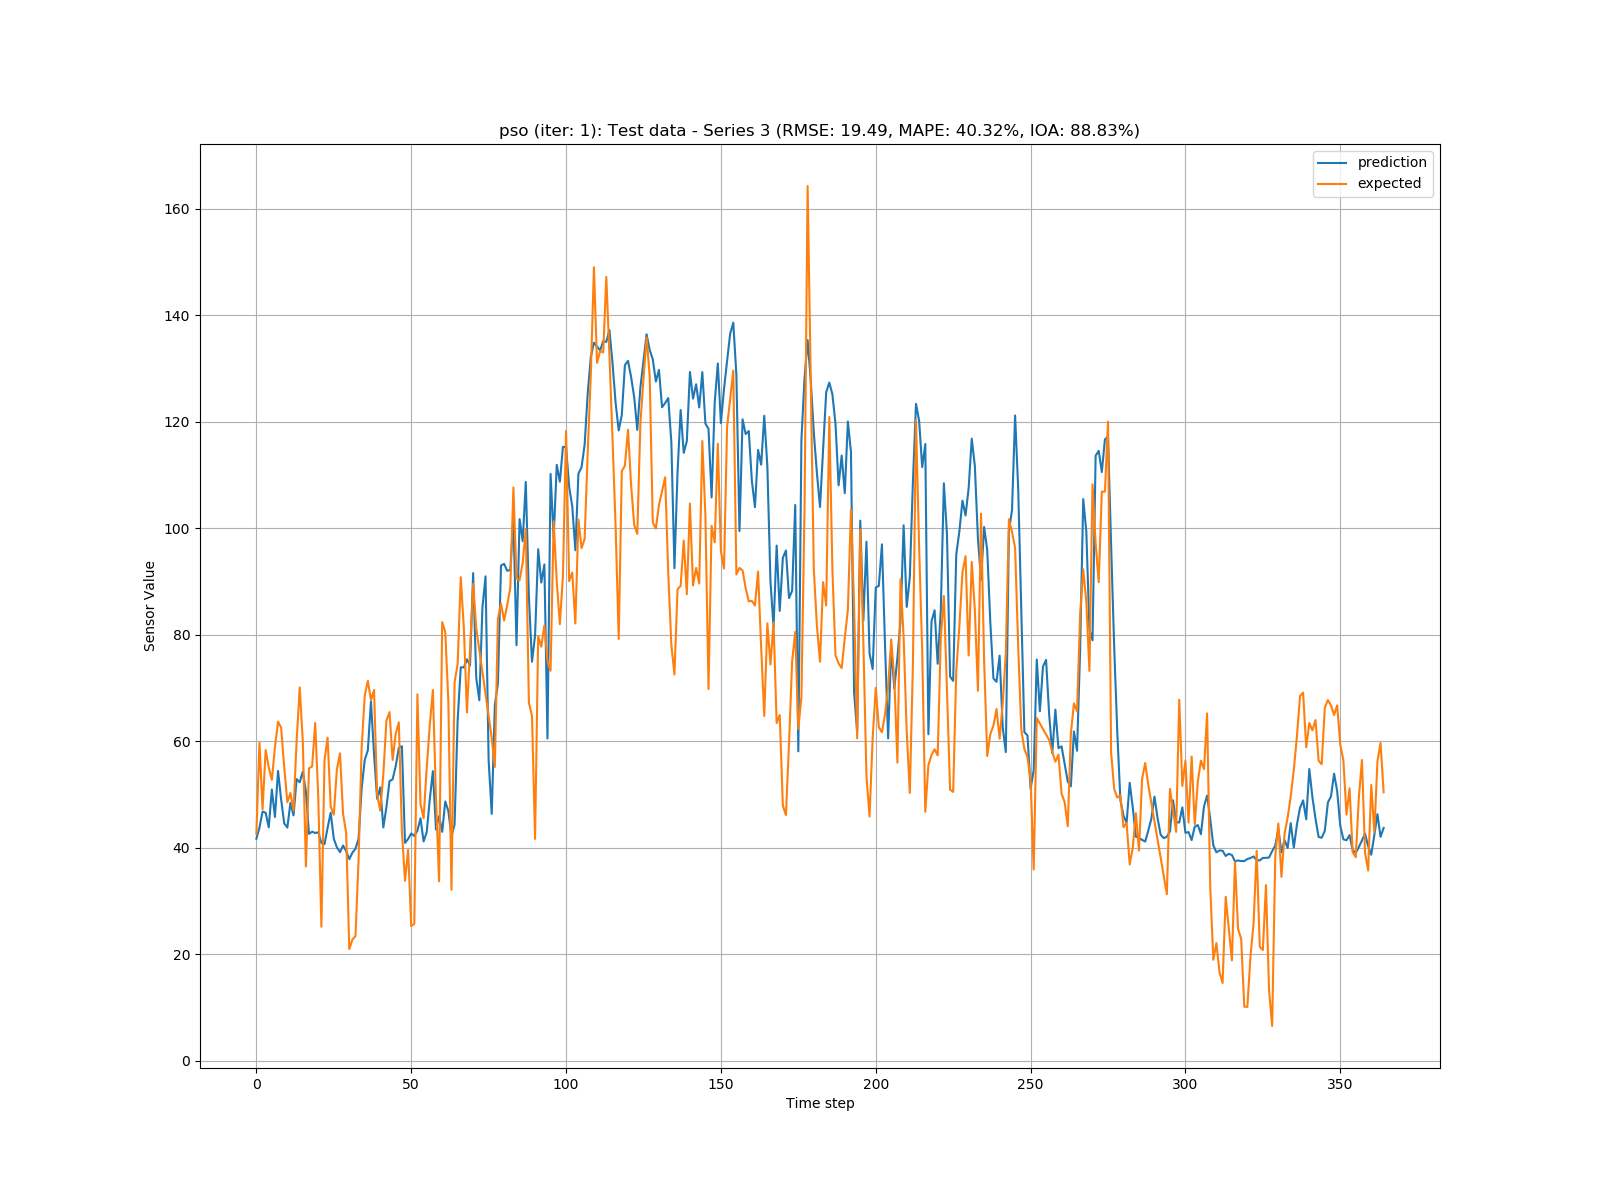 pso (iter: 1): Test data - Series 3 (RMSE: 19.49, MAPE: 40.32%, IOA: 88.83%)
prediction
expected
160
140
120
100
80
60
40
20
0
Sensor Value
0 50 100 150 200 250 300 350
Time step